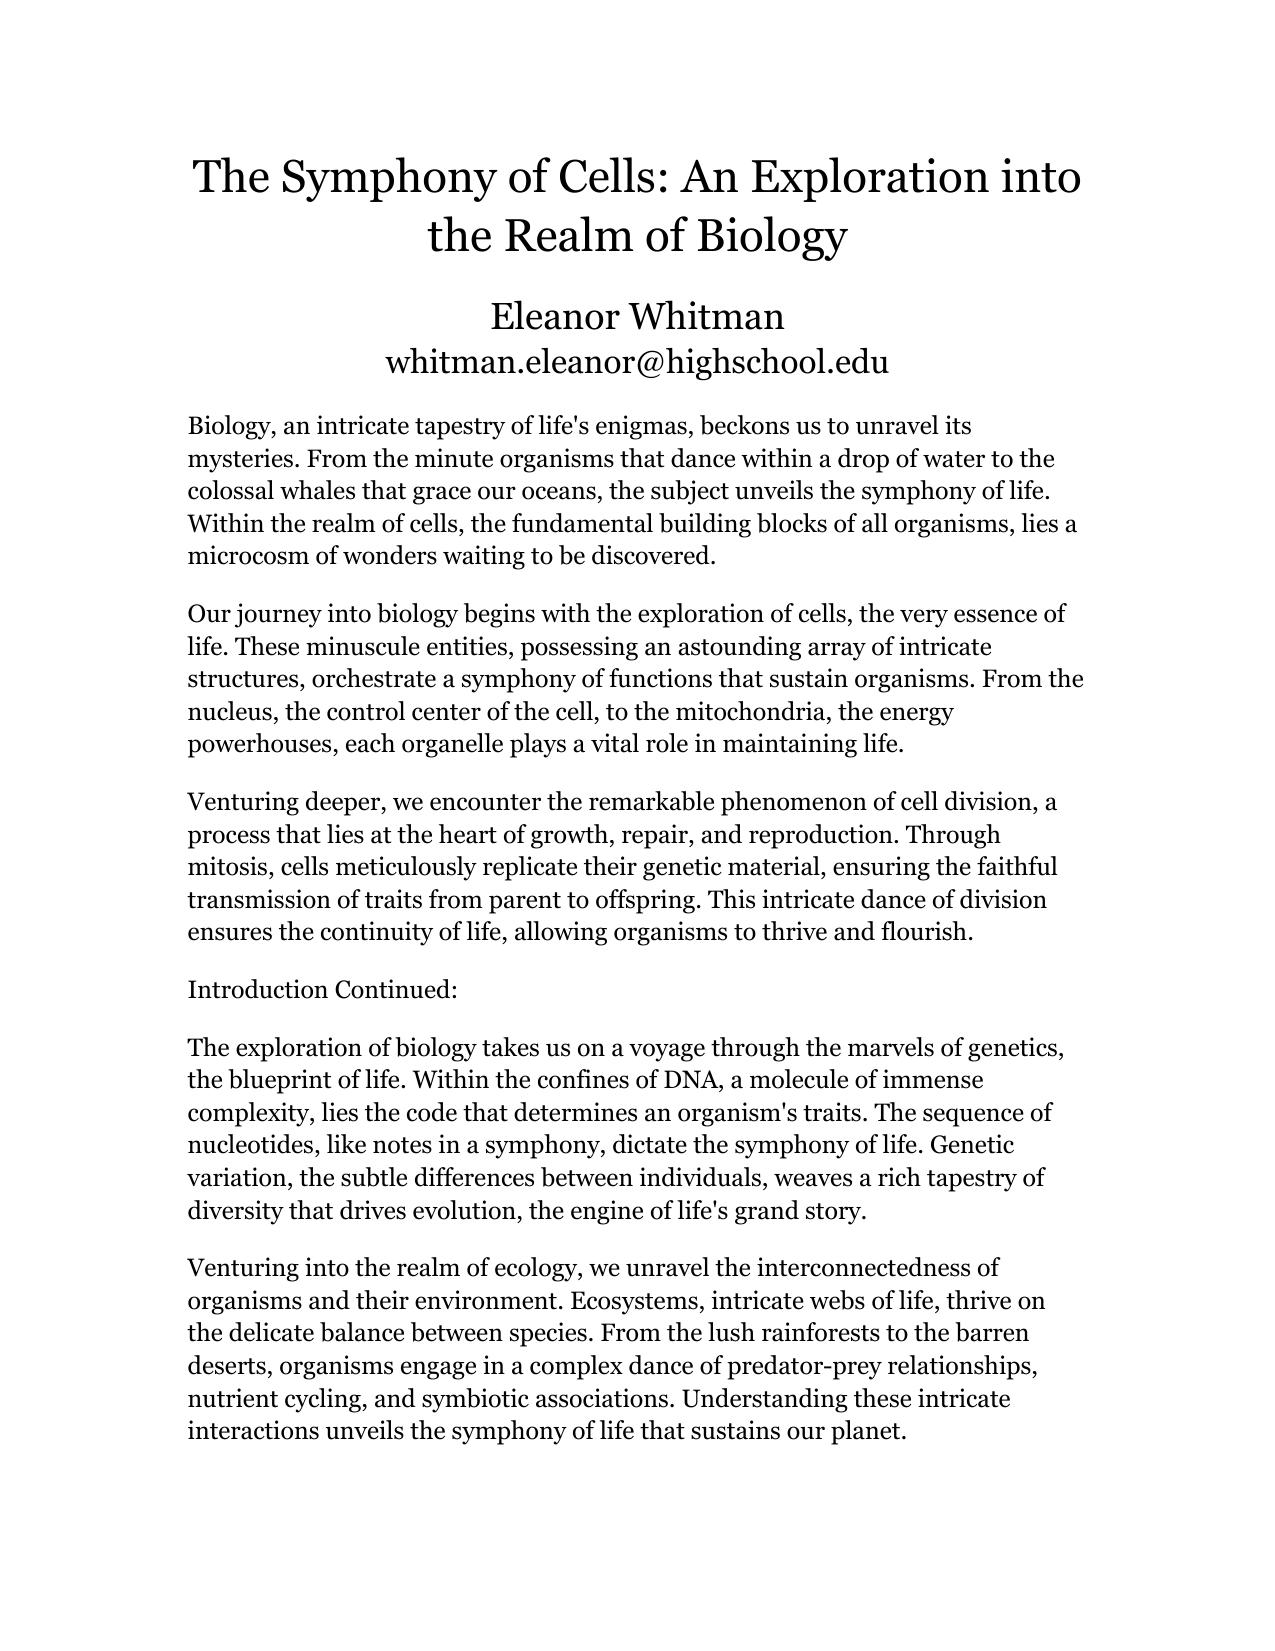 The Symphony of Cells: An Exploration into
the Realm of Biology
Eleanor Whitman
whitman.eleanor@highschool.edu
Biology, an intricate tapestry of life's enigmas, beckons us to unravel its
mysteries. From the minute organisms that dance within a drop of water to the
colossal whales that grace our oceans, the subject unveils the symphony of life.
Within the realm of cells, the fundamental building blocks of all organisms, lies a
microcosm of wonders waiting to be discovered.
Our journey into biology begins with the exploration of cells, the very essence of
life. These minuscule entities, possessing an astounding array of intricate
structures, orchestrate a symphony of functions that sustain organisms. From the
nucleus, the control center of the cell, to the mitochondria, the energy
powerhouses, each organelle plays a vital role in maintaining life.
Venturing deeper, we encounter the remarkable phenomenon of cell division, a
process that lies at the heart of growth, repair, and reproduction. Through
mitosis, cells meticulously replicate their genetic material, ensuring the faithful
transmission of traits from parent to offspring. This intricate dance of division
ensures the continuity of life, allowing organisms to thrive and flourish.
Introduction Continued:
The exploration of biology takes us on a voyage through the marvels of genetics,
the blueprint of life. Within the confines of DNA, a molecule of immense
complexity, lies the code that determines an organism's traits. The sequence of
nucleotides, like notes in a symphony, dictate the symphony of life. Genetic
variation, the subtle differences between individuals, weaves a rich tapestry of
diversity that drives evolution, the engine of life's grand story.
Venturing into the realm of ecology, we unravel the interconnectedness of
organisms and their environment. Ecosystems, intricate webs of life, thrive on
the delicate balance between species. From the lush rainforests to the barren
deserts, organisms engage in a complex dance of predator-prey relationships,
nutrient cycling, and symbiotic associations. Understanding these intricate
interactions unveils the symphony of life that sustains our planet.